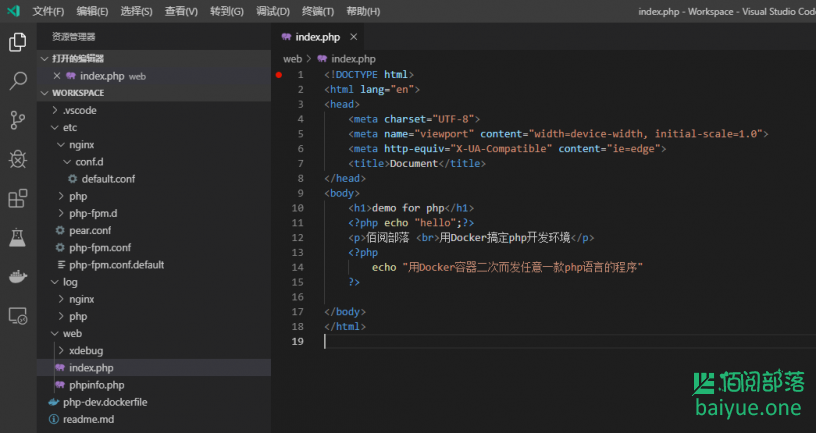 文件(F) 编辑(E) 选择(S) 查看(V) 转到(G) 调试(D) 终端(T) 帮助(H) index.php - Workspace - Visual Studio Cod
资源管理器
打开的编辑器
index.php web
WORKSPACE
.vscode
etc
nginx
conf.d
default.conf
php
php-fpm.d
pear.conf
php-fpm.conf
php-fpm.conf.default
log
nginx
php
web
xdebug
index.php
phpinfo.php
php-dev.dockerfile
readme.md
index.php
web > index.php
1 <!DOCTYPE html>
2 <html lang="en">
3 <head>
4 <meta charset="UTF-8">
5 <meta name="viewport" content="width=device-width, initial-scale=1.0">
6 <meta http-equiv="X-UA-Compatible" content="ie=edge">
7 <title>Document</title>
8 </head>
9 <body>
10 <h1>demo for php</h1>
11 <?php echo "hello";?>
12 <p>佰阅部落 <br>用Docker搞定php开发环境</p>
13 <?php
14 echo "用Docker容器二次而发任意一款php语言的程序"
15 ?>
16
17 </body>
18 </html>
19
佰阅部落
baiyue.one